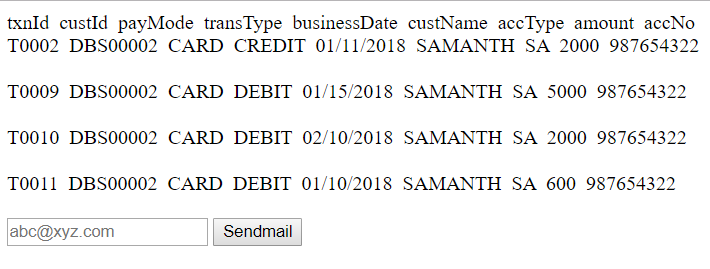 txnId custId payMode transType businessDate custName accType amount accNo
T0002 DBS00002 CARD CREDIT 01/11/2018 SAMANTH SA 2000 987654322
T0009 DBS00002 CARD DEBIT 01/15/2018 SAMANTH SA 5000 987654322
T0010 DBS00002 CARD DEBIT 02/10/2018 SAMANTH SA 2000 987654322
T0011 DBS00002 CARD DEBIT 01/10/2018 SAMANTH SA 600 987654322
abc@xyz.com Sendmail